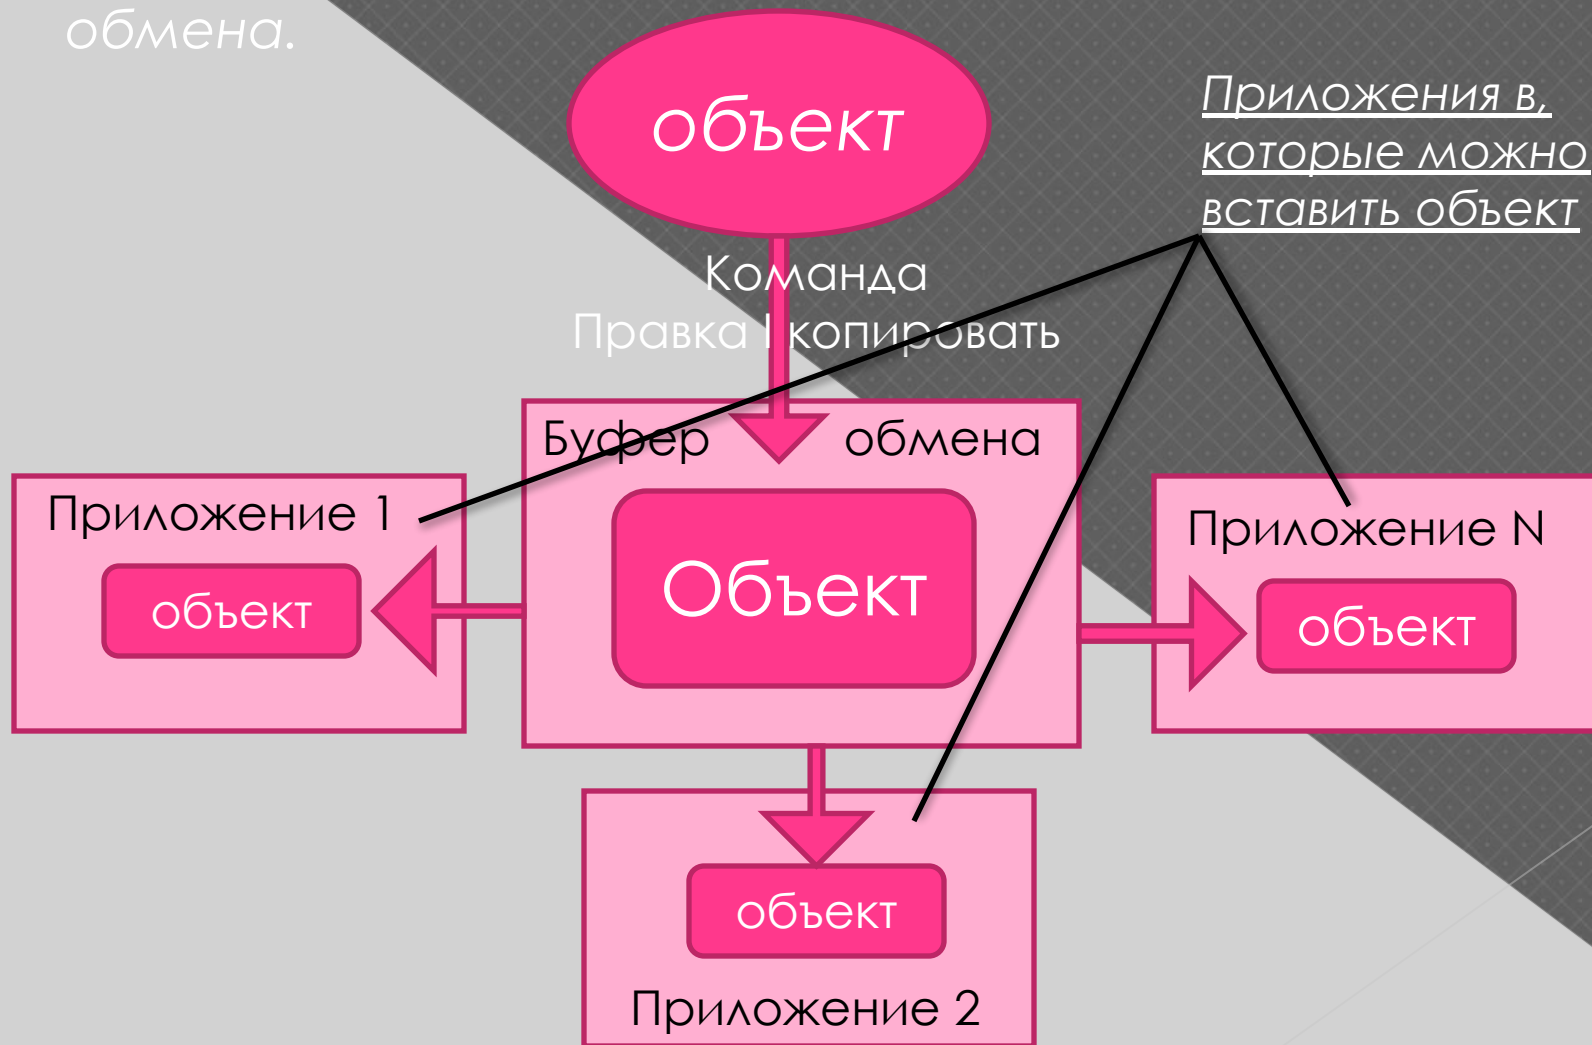 обмена.
объект
Приложения в,
которые можно
вставить объект
Команда
Правка I копировать
Буфер обмена
Приложение 1
Объект
Приложение N
объект
объект
объект
Приложение 2